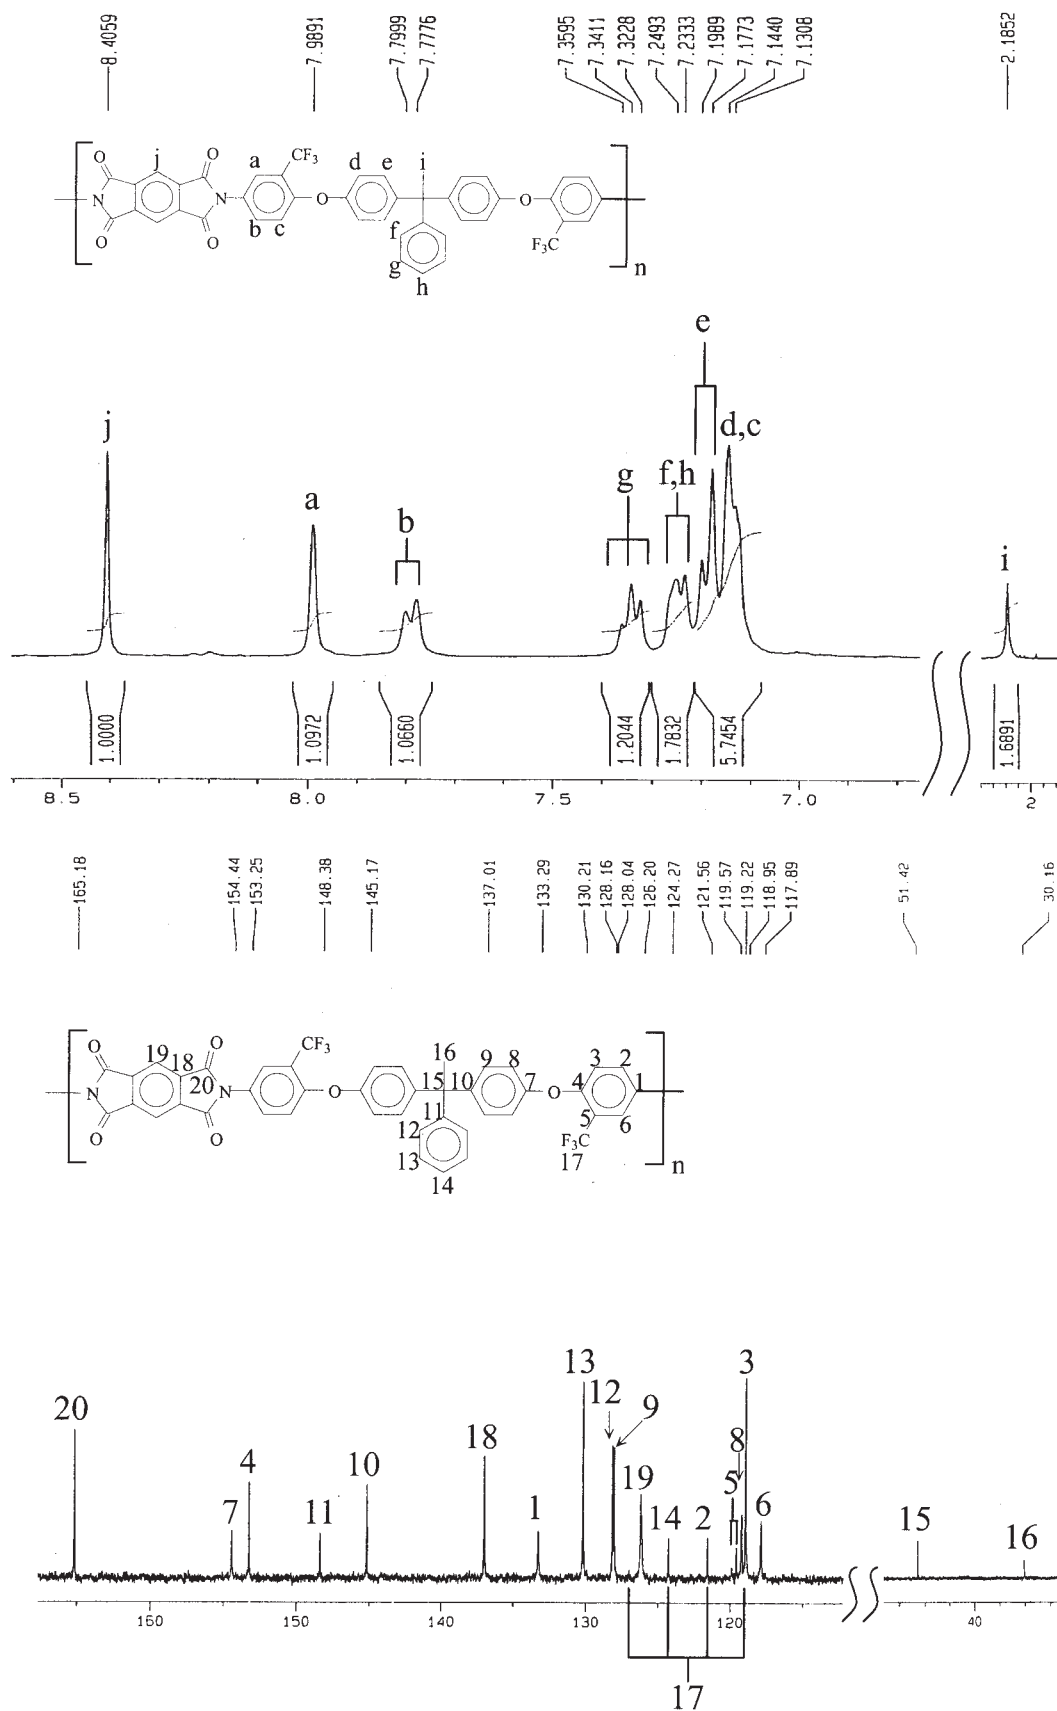 8.4059 7.9891 7.7999 7.7776 7.3595 7.3411 7.3228 7.2493 7.2333 7.1989 7.1773 7.1440 7.1308 2.1852
O j O a CF3 d e i
N N O O
b c f F3C
O O g n
h
e
j d,c
a g f,h
b i
1.0000 1.0972 1.0660 1.2044 1.7832 5.7454 1.6891
8.5 8.0 7.5 7.0 2
165.18 154.44 153.25 148.38 145.17 137.01 133.29 130.21 128.16 128.04 126.20 124.27 121.56 119.57 119.22 118.95 117.89 51.42 30.16
O 19 18 O CF3 16 9 8 3 2
N 20 N O 15 10 7 O 4 1
11 5 6
O O 12 F3C
13 17 n
14
13 3
20 12 9
18 8
4 10 19 5
7 11 1 14 2 6 15 16
160 150 140 130 120 40
17